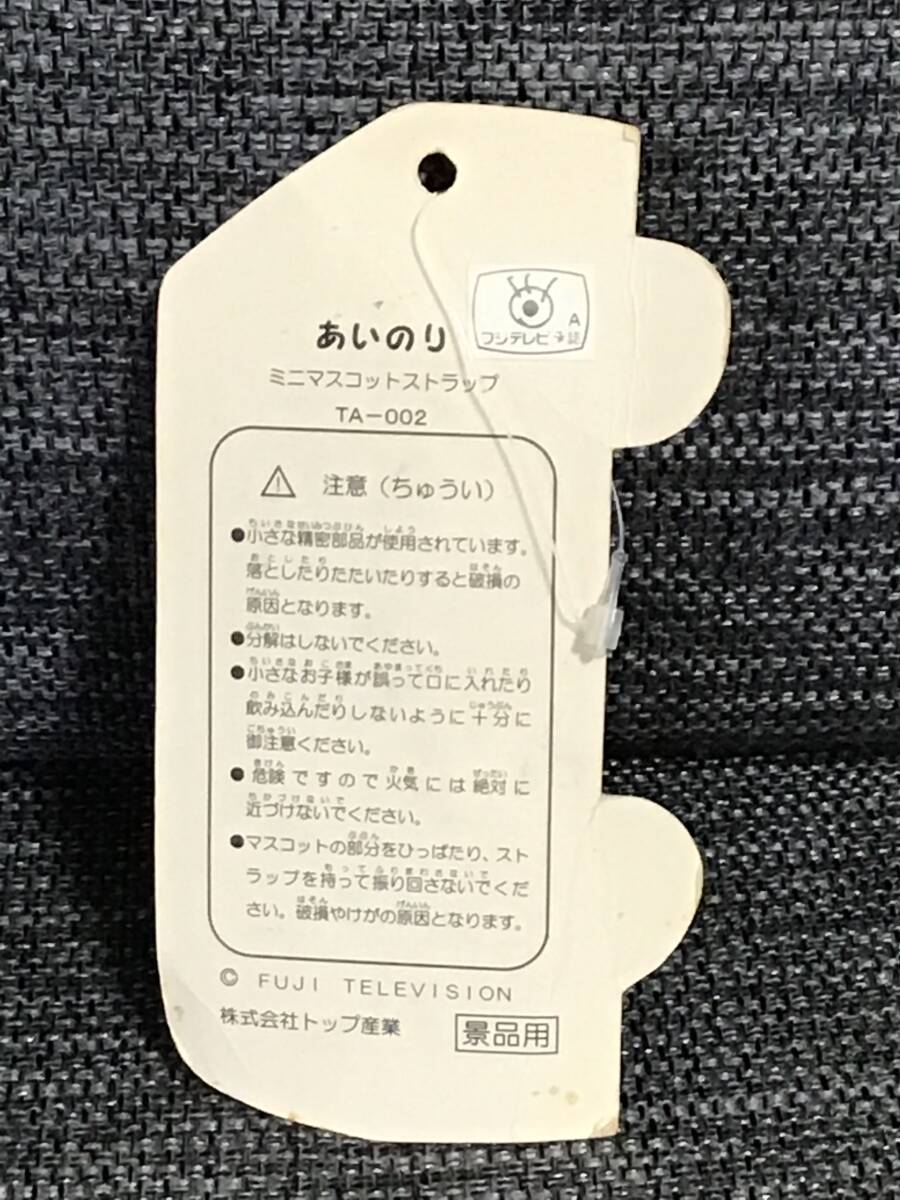 あいのり
フジテレビ承認
A
ミニマスコットストラップ
TA-002
⚠ 注意（ちゅうい）
●小さな精密部品が使用されています。
落としたりたたいたりすると破損の
原因となります。
●分解はしないでください。
●小さなお子様が誤って口に入れたり
飲み込んだりしないように十分に
御注意ください。
●危険ですので火気には絶対に
近づけないでください。
●マスコットの部分をひっぱたり、スト
ラップを持って振り回さないでくだ
さい。破損やけがの原因となります。
© FUJI TELEVISION
株式会社トップ産業
景品用